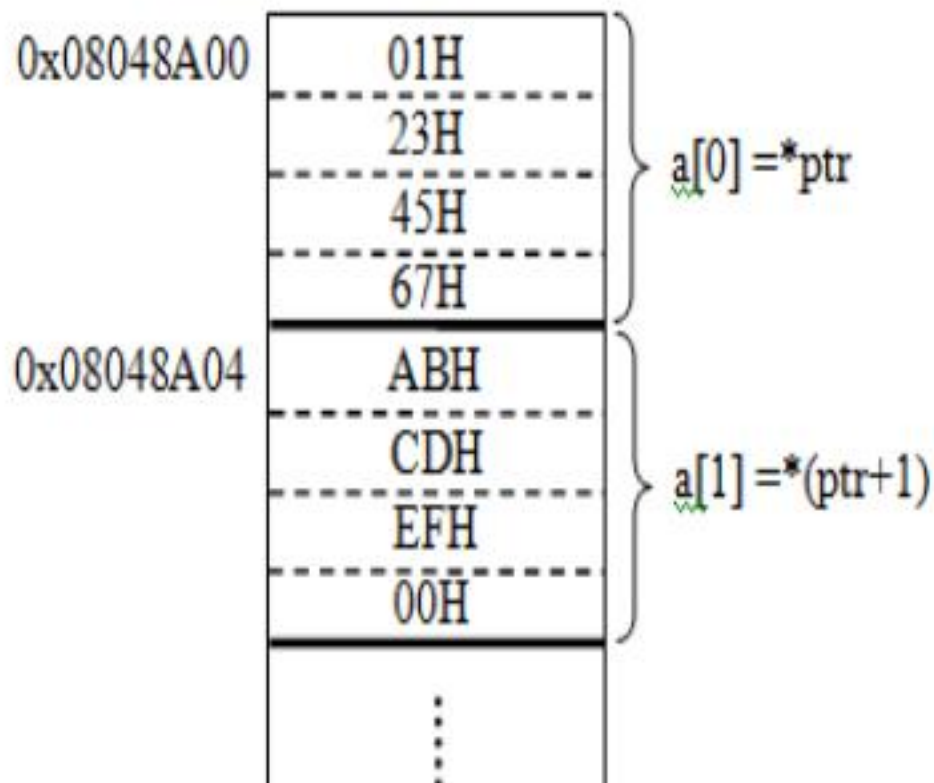 0x08048A00
01H
23H
45H
67H
a[0] =*ptr
0x08048A04
ABH
CDH
EFH
00H
a[1] =*(ptr+1)